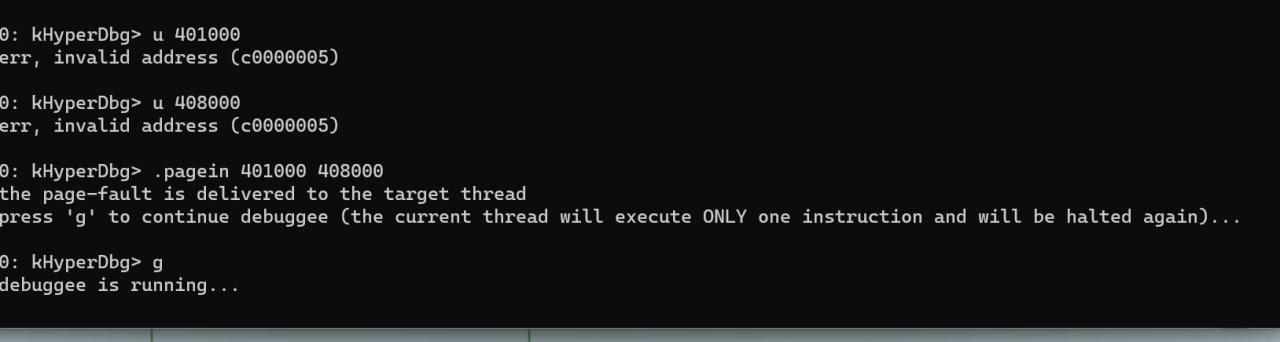 0: kHyperDbg> u 401000
err, invalid address (c0000005)
0: kHyperDbg> u 408000
err, invalid address (c0000005)
0: kHyperDbg> .pagein 401000 408000
the page-fault is delivered to the target thread
press 'g' to continue debuggee (the current thread will execute ONLY one instruction and will be halted again)...
0: kHyperDbg> g
debuggee is running...